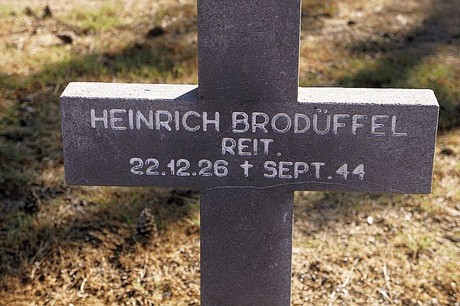 HEINRICH BRODÜFFEL
REIT.
22.12.26 ✝ SEPT. 44